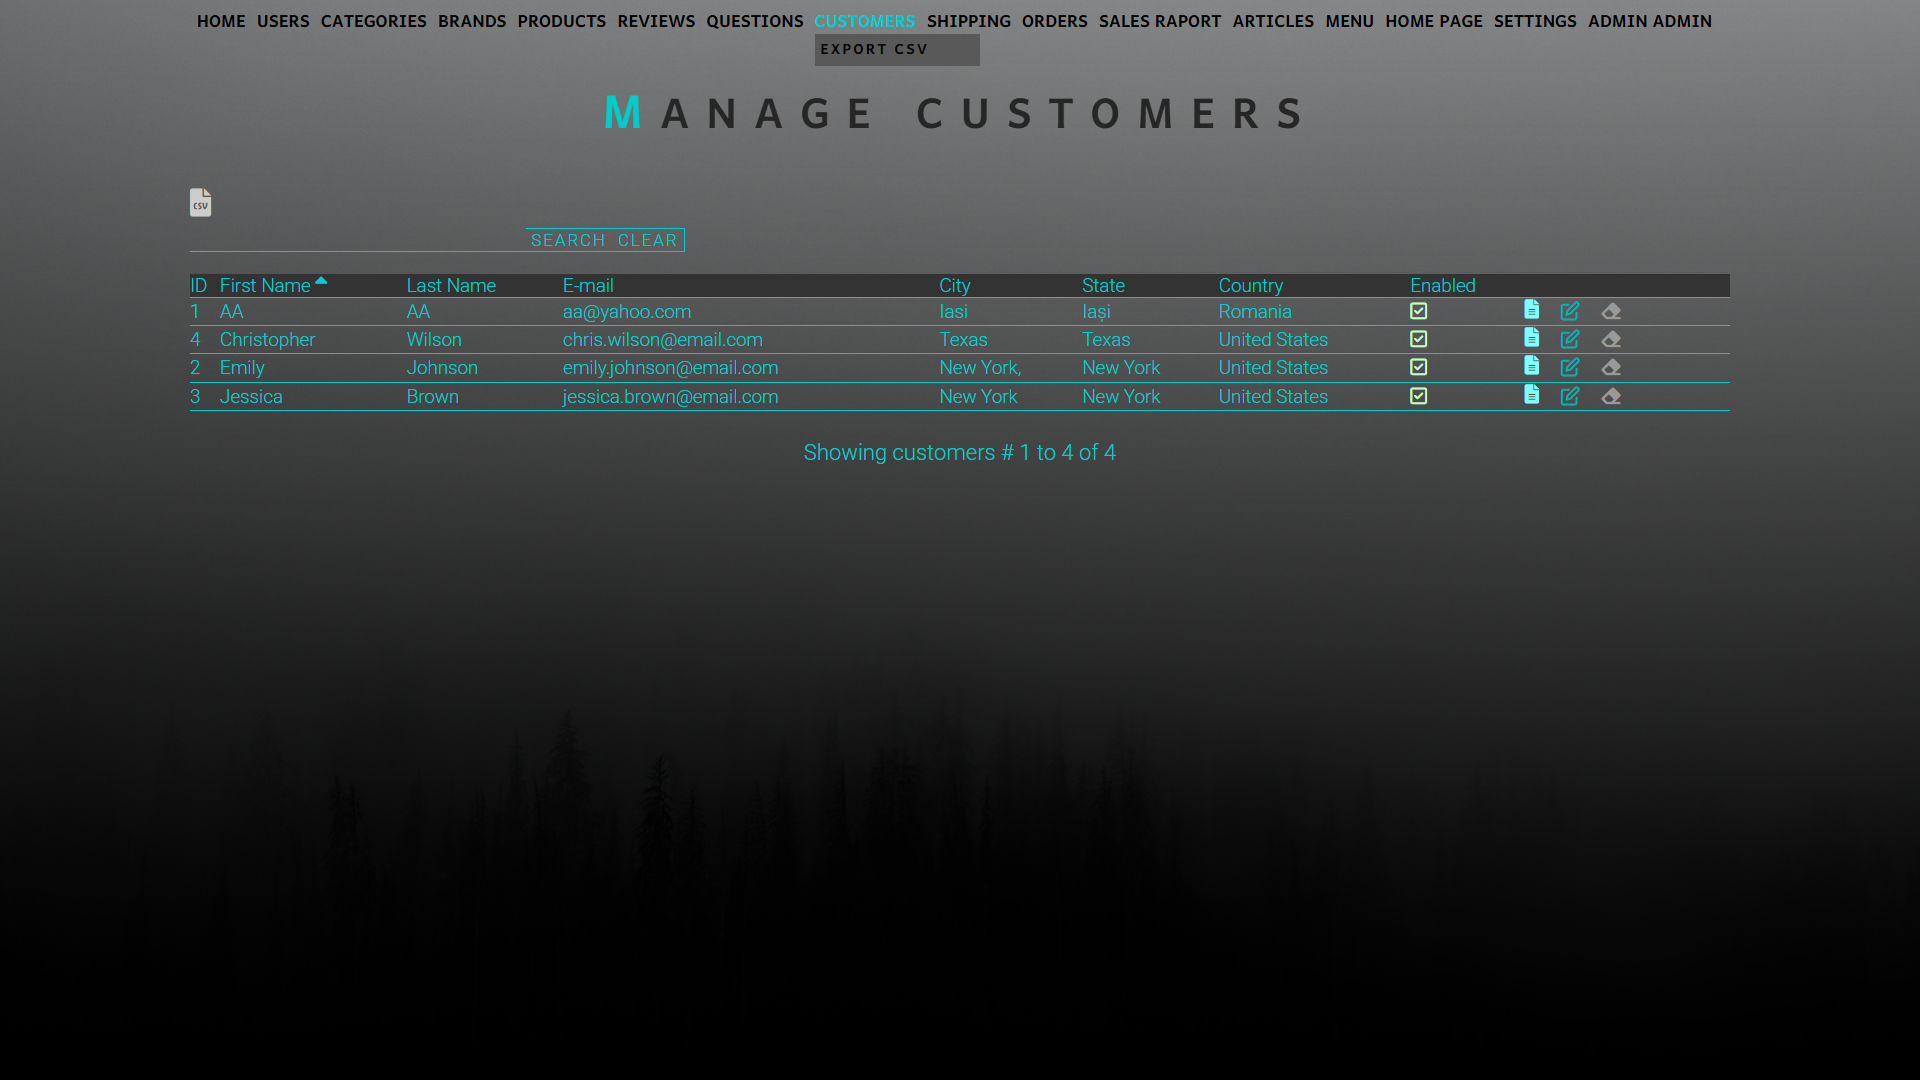 HOME USERS CATEGORIES BRANDS PRODUCTS REVIEWS QUESTIONS CUSTOMERS SHIPPING ORDERS SALES RAPORT ARTICLES MENU HOME PAGE SETTINGS ADMIN ADMIN
EXPORT CSV
MANAGE CUSTOMERS
CSV
SEARCH CLEAR
ID First Name Last Name E-mail City State Country Enabled
1 AA AA aa@yahoo.com Iasi Iași Romania
4 Christopher Wilson chris.wilson@email.com Texas Texas United States
2 Emily Johnson emily.johnson@email.com New York, New York United States
3 Jessica Brown jessica.brown@email.com New York New York United States
Showing customers # 1 to 4 of 4